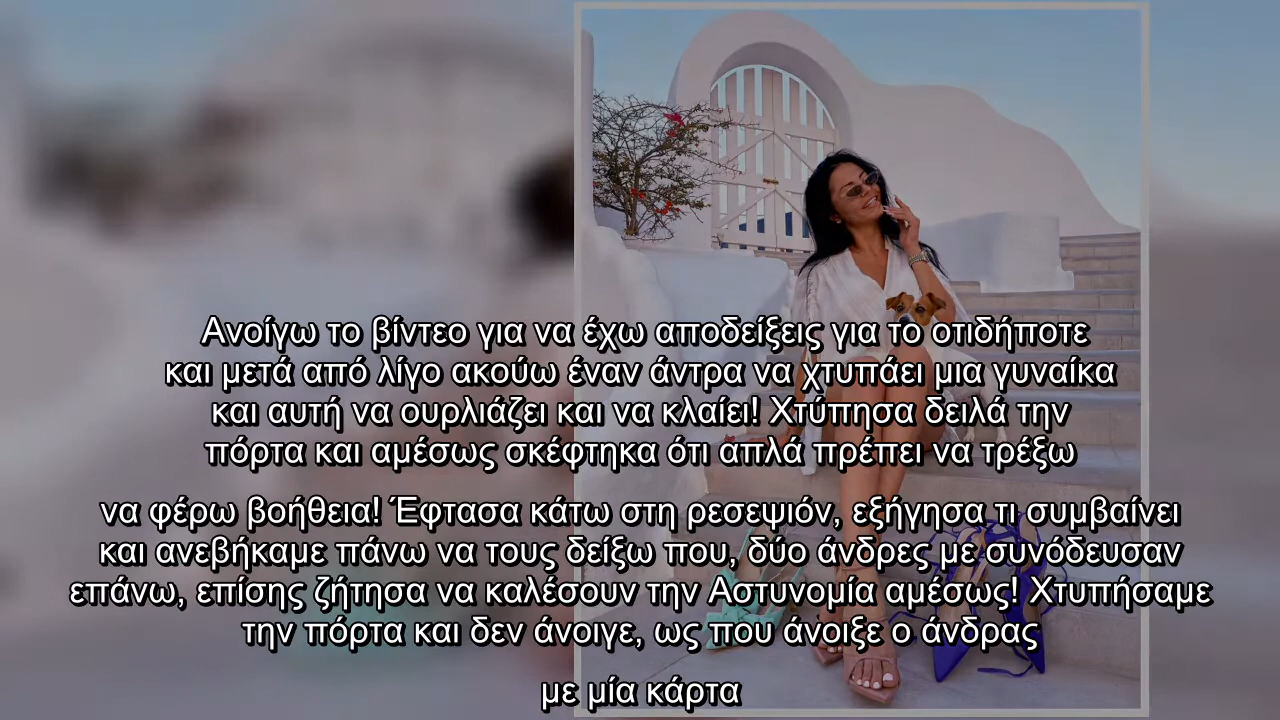 Ανοίγω το βίντεο για να έχω αποδείξεις για το οτιδήποτε
και μετά από λίγο ακούω έναν άντρα να χτυπάει μια γυναίκα
και αυτή να ουρλιάζει και να κλαίει! Χτύπησα δειλά την
πόρτα και αμέσως σκέφτηκα ότι απλά πρέπει να τρέξω
να φέρω βοήθεια! Έφτασα κάτω στη ρεσεψιόν, εξήγησα τι συμβαίνει
και ανεβήκαμε πάνω να τους δείξω που, δύο άνδρες με συνόδευσαν
επάνω, επίσης ζήτησα να καλέσουν την Αστυνομία αμέσως! Χτυπήσαμε
την πόρτα και δεν άνοιγε, ως που άνοιξε ο άνδρας
με μία κάρτα